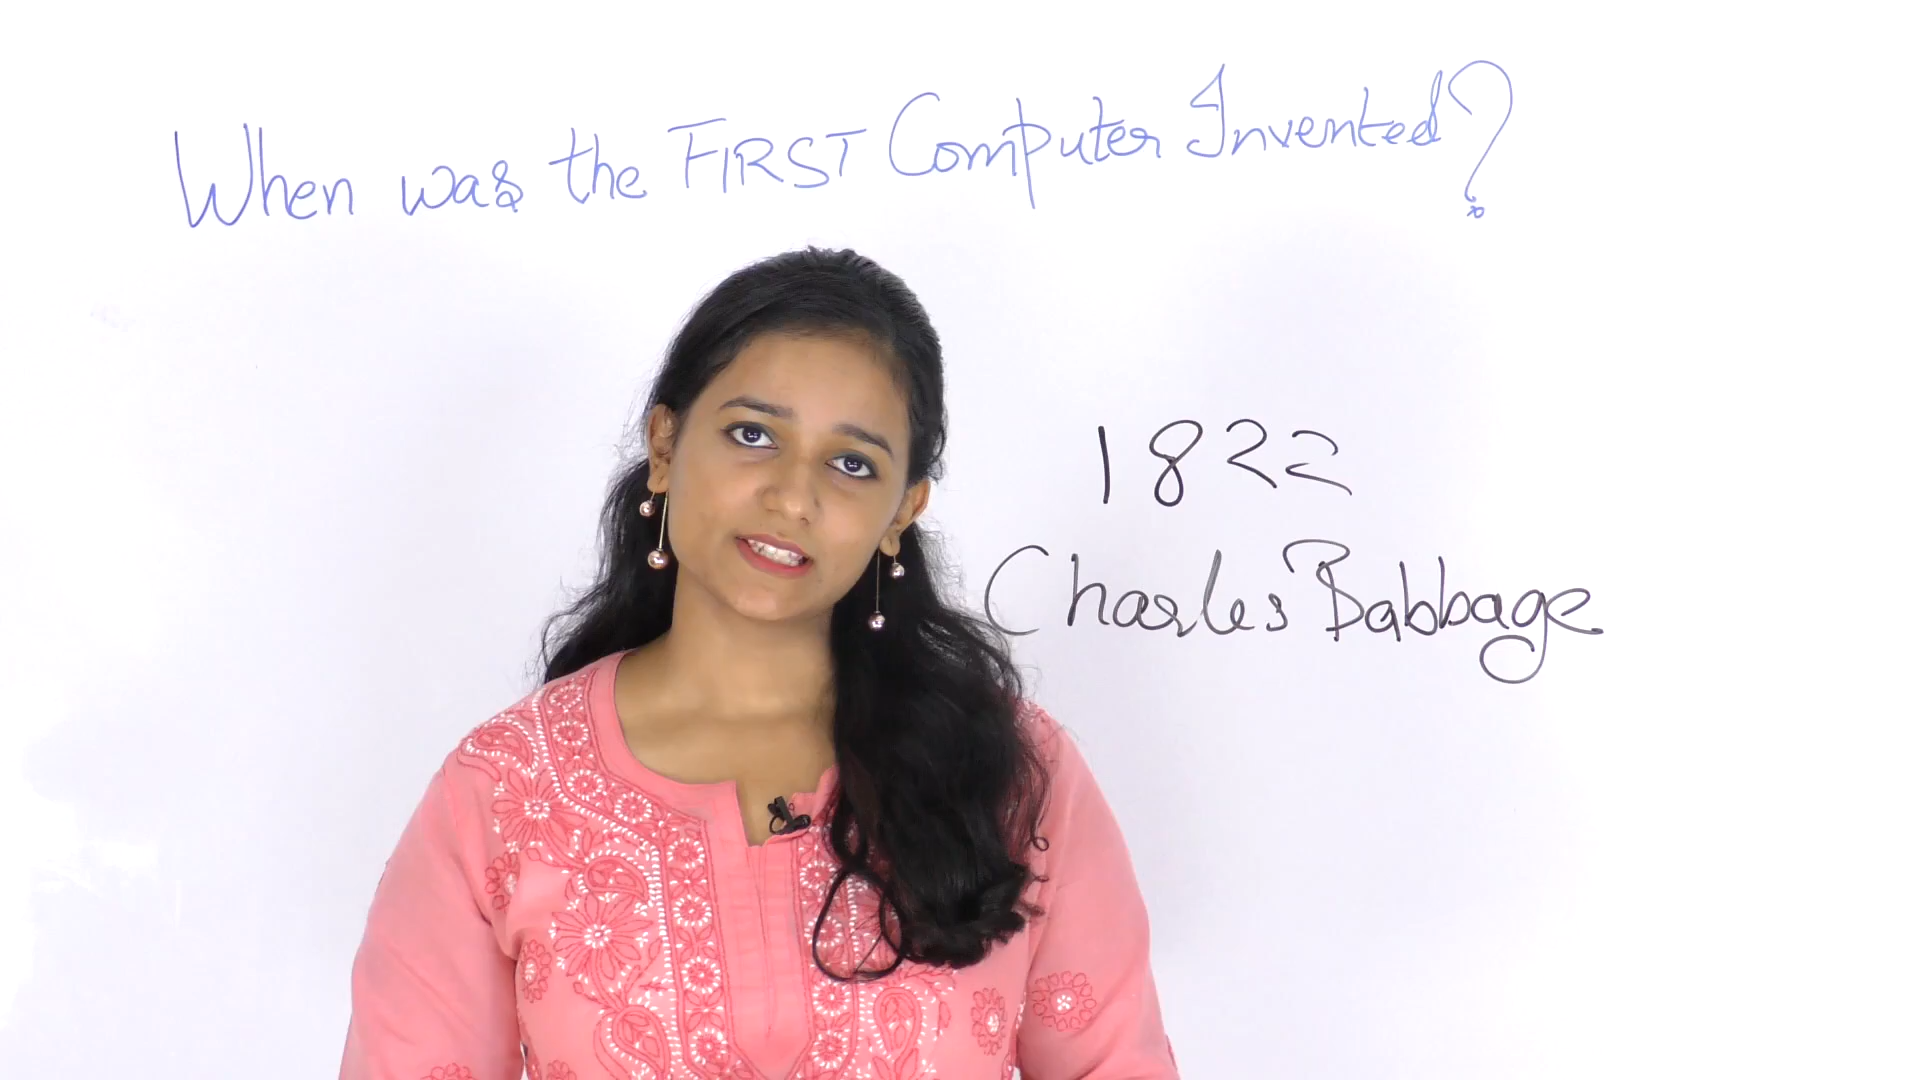 When was the FIRST Computer Invented?
1822
Charles Babbage